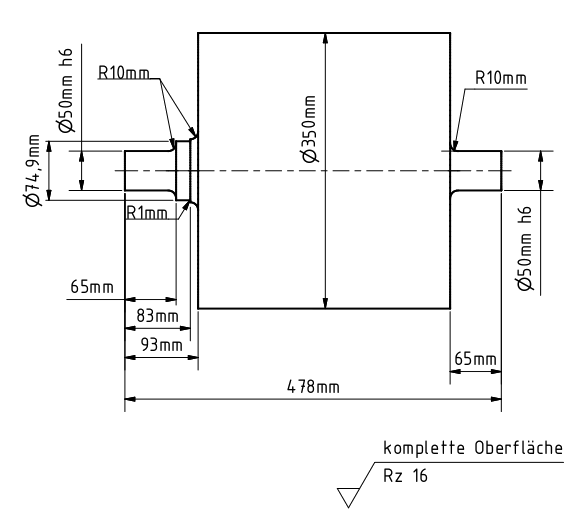 Ø50mm h6
R10mm
R10mm
Ø350mm
Ø74,9mm
R1mm
Ø50mm h6
65mm
83mm
93mm
65mm
478mm
komplette Oberfläche
Rz 16